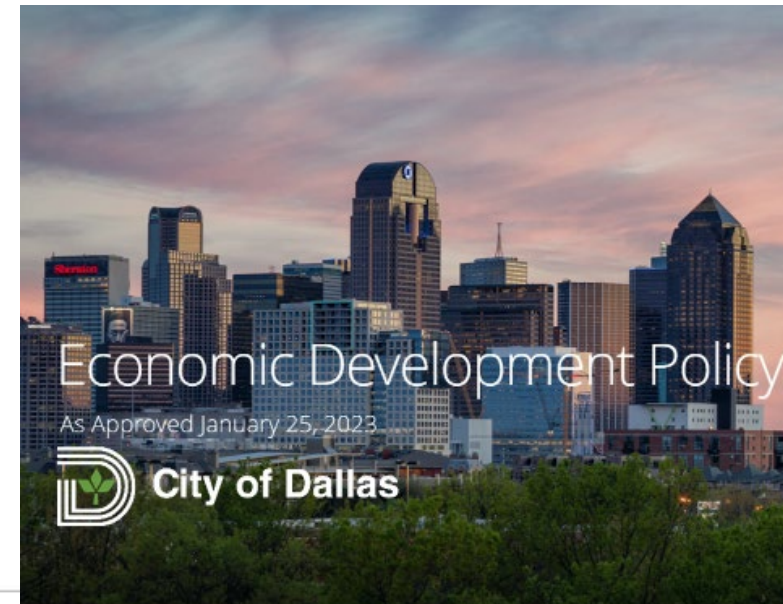 Sheraton
Economic Development Policy
As Approved January 25, 2023
City of Dallas